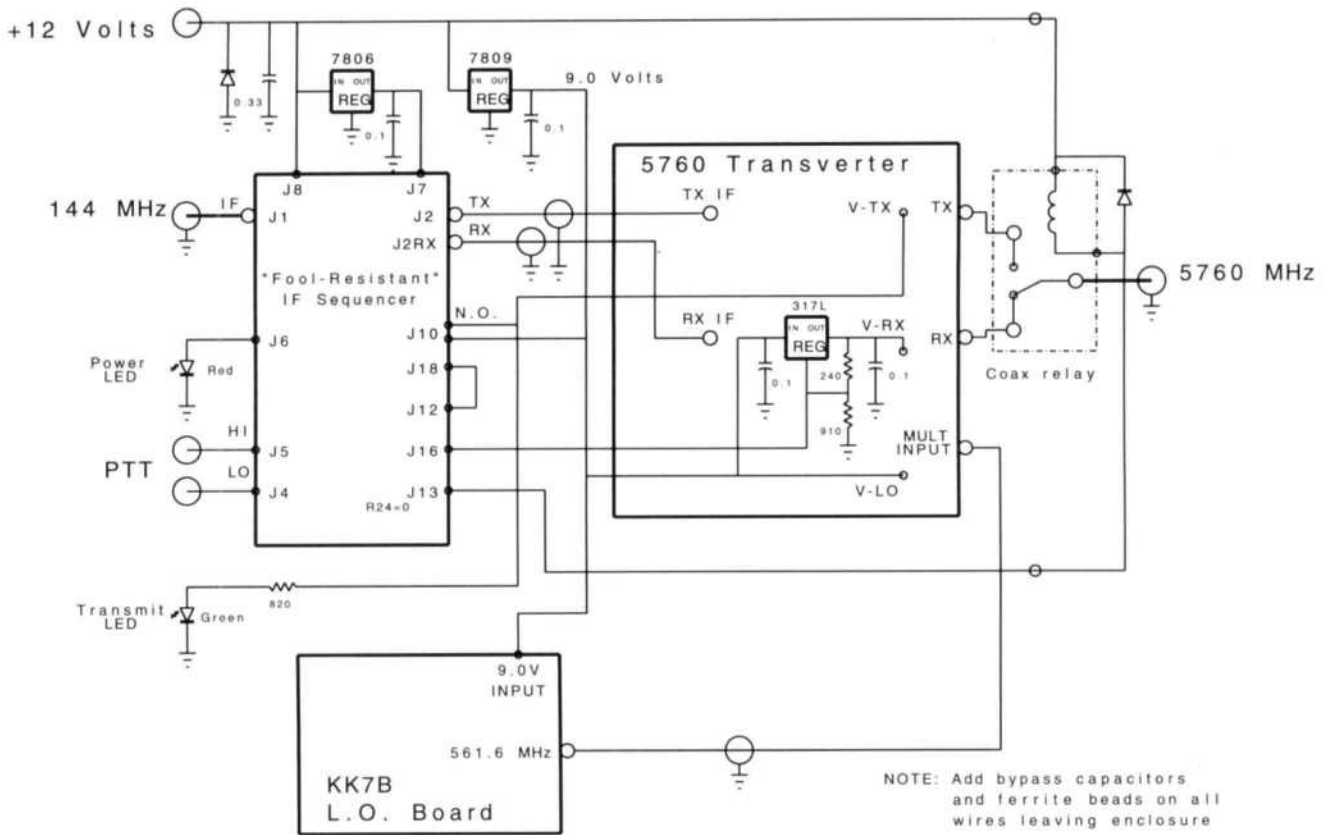 +12 Volts
7806
IN OUT
REG
7809
IN OUT
REG
9.0 Volts
0.33
0.1
0.1
J8
J7
144 MHz
IF
J1
J2
TX
J2RX
RX
"Fool-Resistant"
IF Sequencer
N.O.
J10
J6
Power
LED
Red
J18
J12
HI
J5
J16
PTT
LO
J4
J13
R24=0
820
Transmit
LED
Green
5760 Transverter
TX IF
V-TX
TX
RX IF
317L
IN OUT
REG
V-RX
RX
0.1
240
0.1
910
MULT
INPUT
V-LO
Coax relay
5760 MHz
9.0V
INPUT
561.6 MHz
KK7B
L.O. Board
NOTE: Add bypass capacitors
and ferrite beads on all
wires leaving enclosure